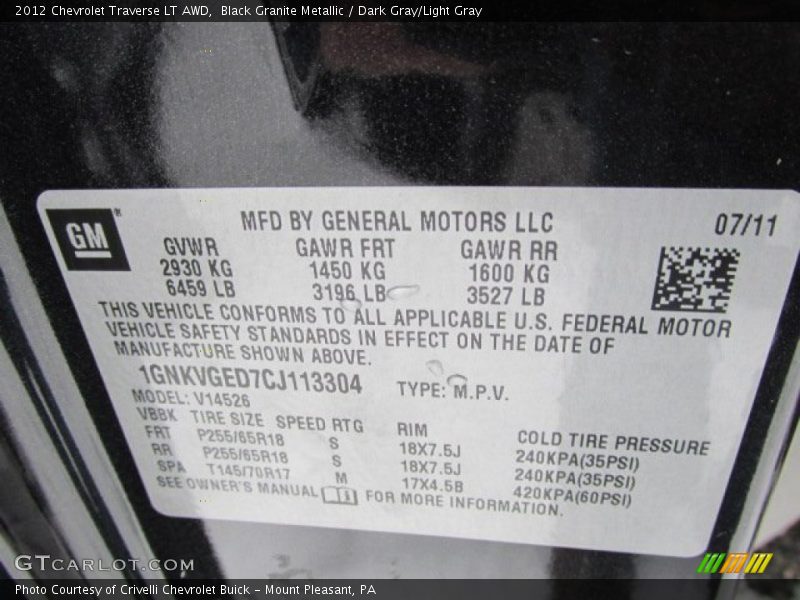 2012 Chevrolet Traverse LT AWD, Black Granite Metallic / Dark Gray/Light Gray
GM®
MFD BY GENERAL MOTORS LLC 07/11
GVWR GAWR FRT GAWR RR
2930 KG 1450 KG 1600 KG
6459 LB 3196 LB 3527 LB
THIS VEHICLE CONFORMS TO ALL APPLICABLE U.S. FEDERAL MOTOR
VEHICLE SAFETY STANDARDS IN EFFECT ON THE DATE OF
MANUFACTURE SHOWN ABOVE.
1GNKVGED7CJ113304 TYPE: M.P.V.
MODEL: V14526
VBBK TIRE SIZE SPEED RTG RIM COLD TIRE PRESSURE
FRT P255/65R18 S 18X7.5J 240KPA(35PSI)
RR P255/65R18 S 18X7.5J 240KPA(35PSI)
SPA T145/70R17 M 17X4.5B 420KPA(60PSI)
SEE OWNER'S MANUAL FOR MORE INFORMATION.
GTCARLOT.COM
Photo Courtesy of Crivelli Chevrolet Buick - Mount Pleasant, PA